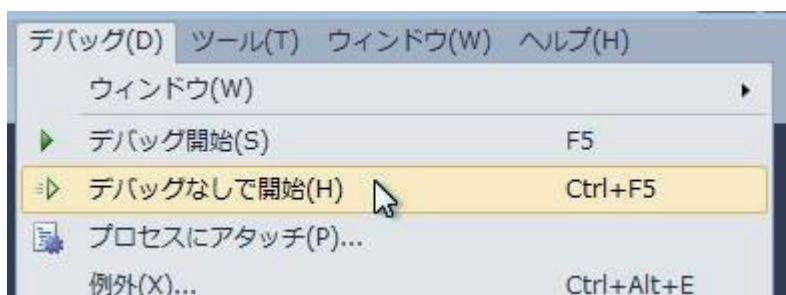 デバッグ(D) ツール(T) ウィンドウ(W) ヘルプ(H)
ウィンドウ(W)
デバッグ開始(S) F5
デバッグなしで開始(H) Ctrl+F5
プロセスにアタッチ(P)...
例外(X)... Ctrl+Alt+E